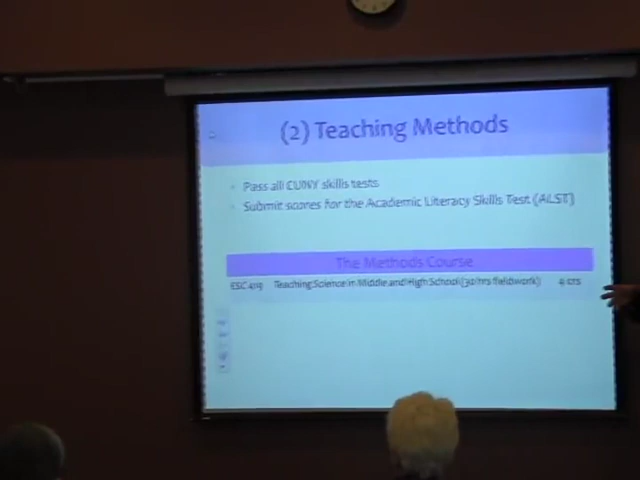 (2) Teaching Methods
Pass all CUNY skills tests
Submit scores for the Academic Literacy Skills Test (ALST)
The Methods Course
ESC 419 Teaching Science in Middle and High School (30 hrs fieldwork) 4 crs